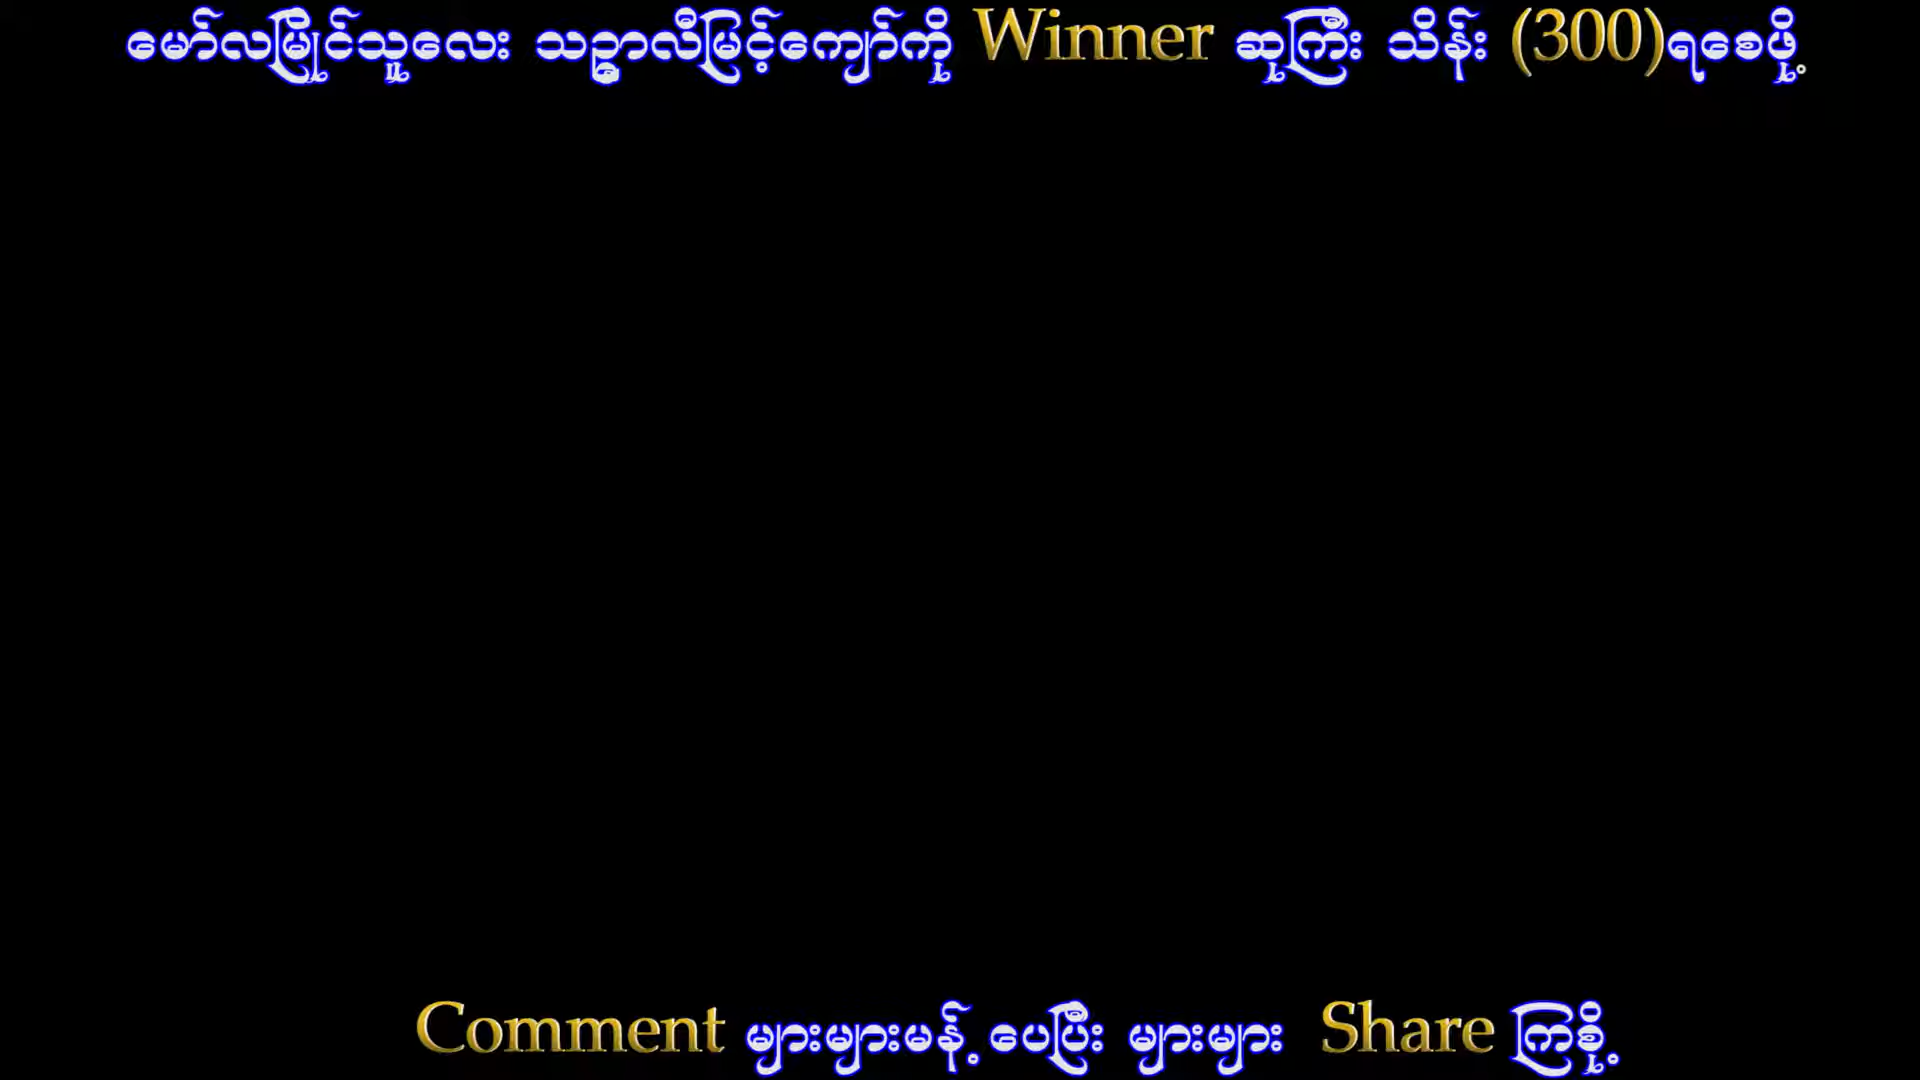 မော်လမြိုင်သူလေး သဥ္ဇာလီမြင့်ကျော်ကို Winner ဆုကြီး သိန်း (300)ရစေဖို့
Comment များများမန့် ပေပြီး များများ Share ကြစို့